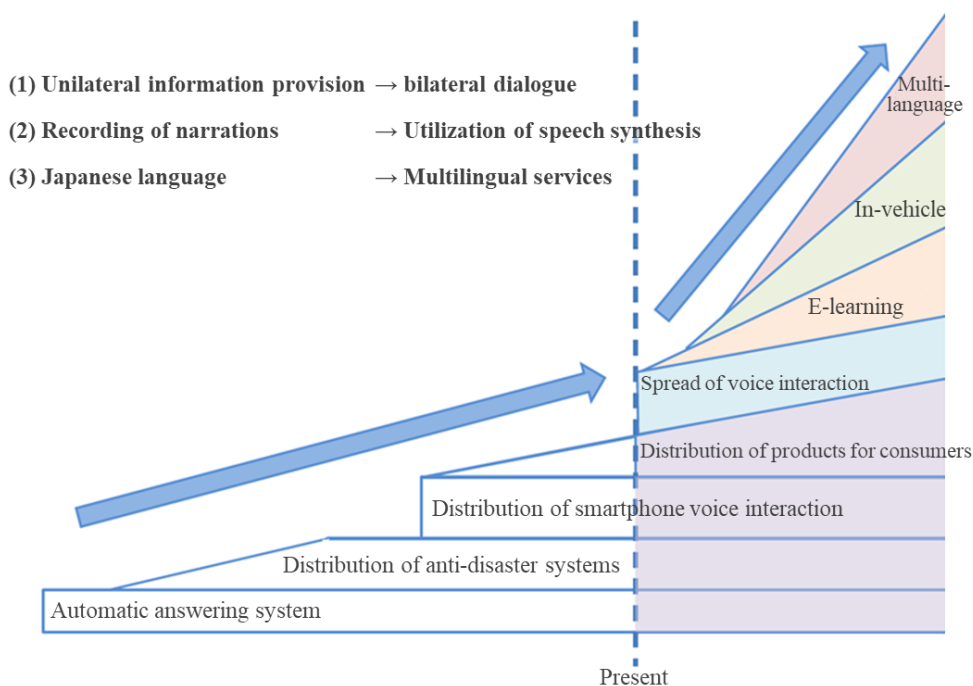 (1) Unilateral information provision → bilateral dialogue
(2) Recording of narrations → Utilization of speech synthesis
(3) Japanese language → Multilingual services
Multi-
language
In-vehicle
E-learning
Spread of voice interaction
Distribution of products for consumers
Distribution of smartphone voice interaction
Distribution of anti-disaster systems
Automatic answering system
Present